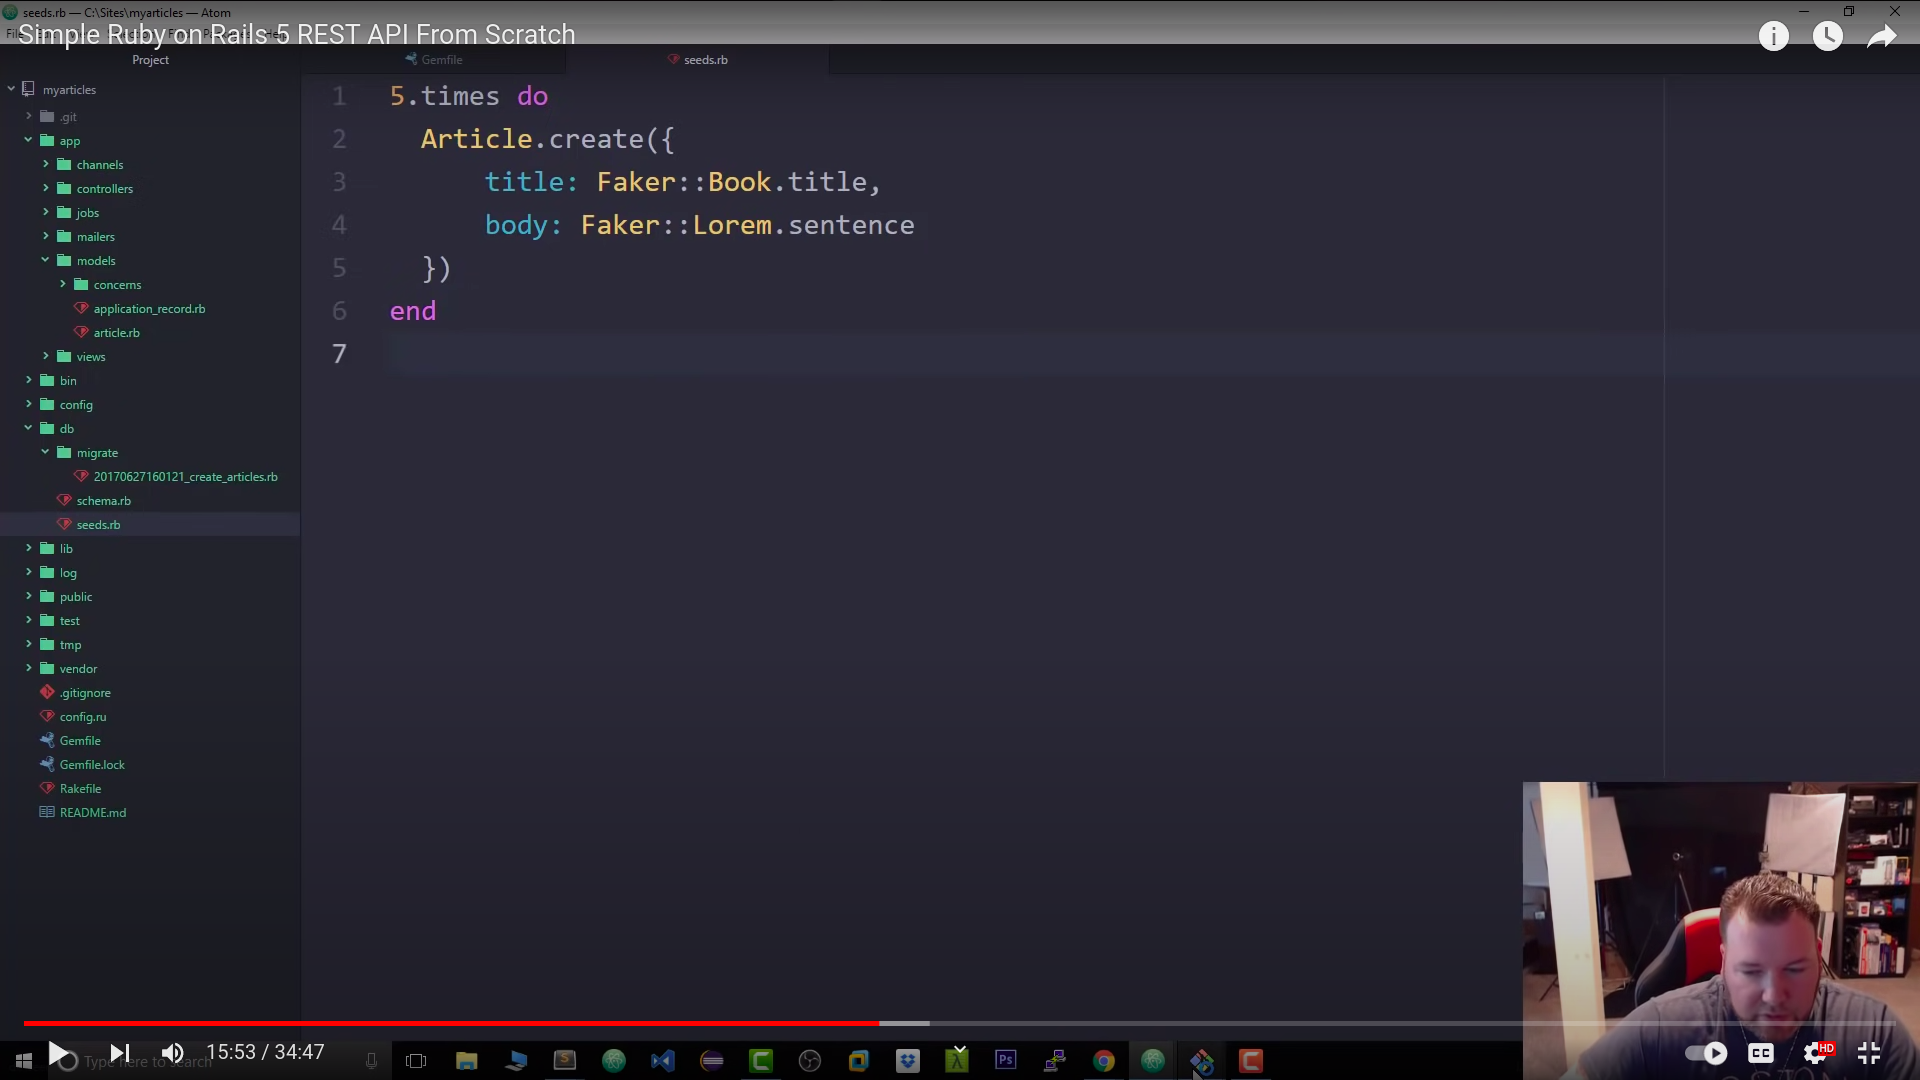 seeds.rb — C:\Sites\myarticles — Atom
Simple Ruby on Rails 5 REST API From Scratch
Project
Gemfile
seeds.rb
myarticles
.git
app
channels
controllers
jobs
mailers
models
concerns
application_record.rb
article.rb
views
bin
config
db
migrate
20170627160121_create_articles.rb
schema.rb
seeds.rb
lib
log
public
test
tmp
vendor
.gitignore
config.ru
Gemfile
Gemfile.lock
Rakefile
README.md
1 5.times do
2 Article.create({
3 title: Faker::Book.title,
4 body: Faker::Lorem.sentence
5 })
6 end
7
15:53 / 34:47
Type here to search
S
Ps
CC
HD